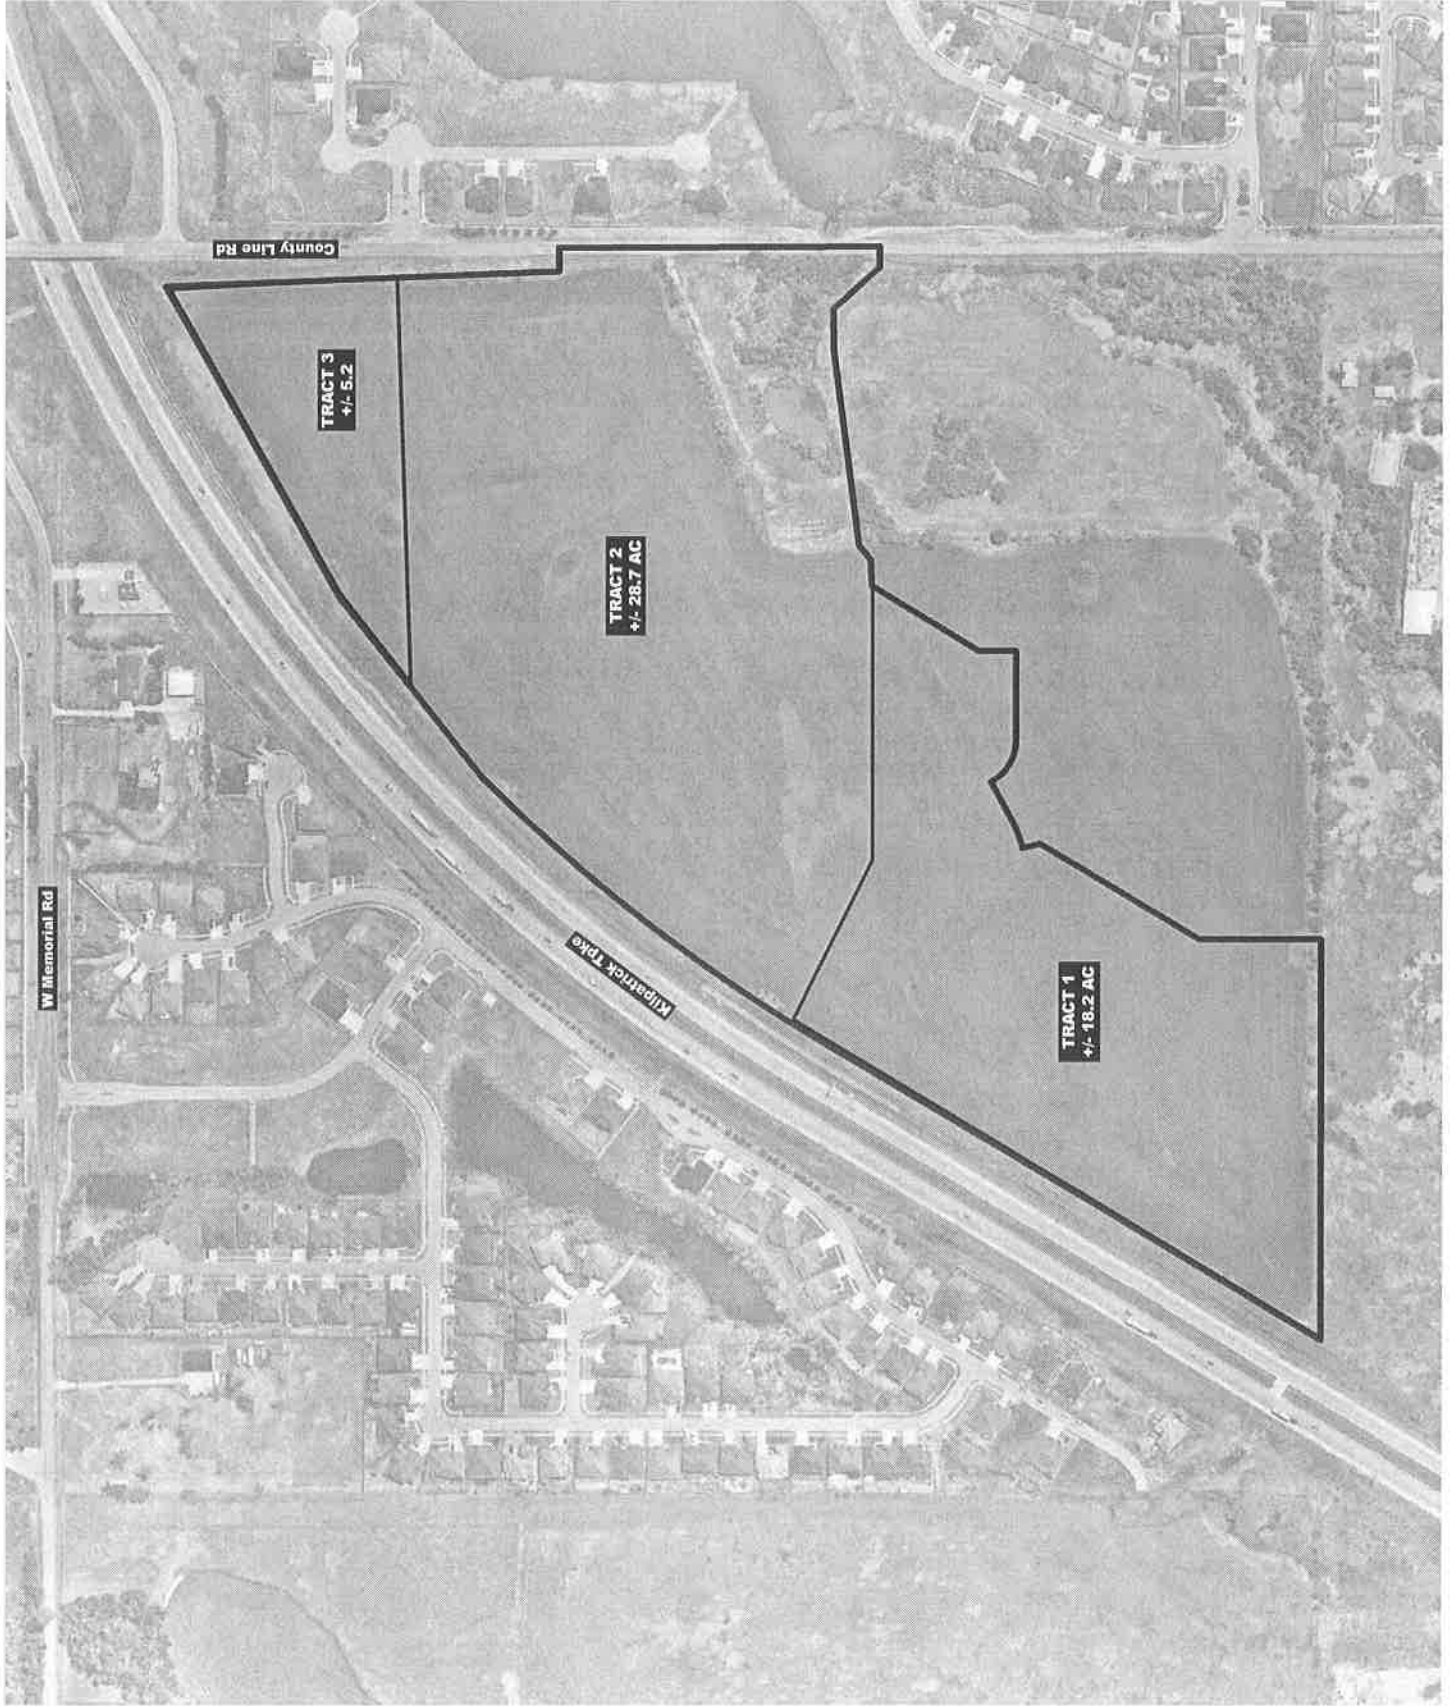 County Line Rd
TRACT 3
+/- 5.2
TRACT 2
+/- 28.7 AC
W Memorial Rd
Kilpatrick Tpke
TRACT 1
+/- 18.2 AC